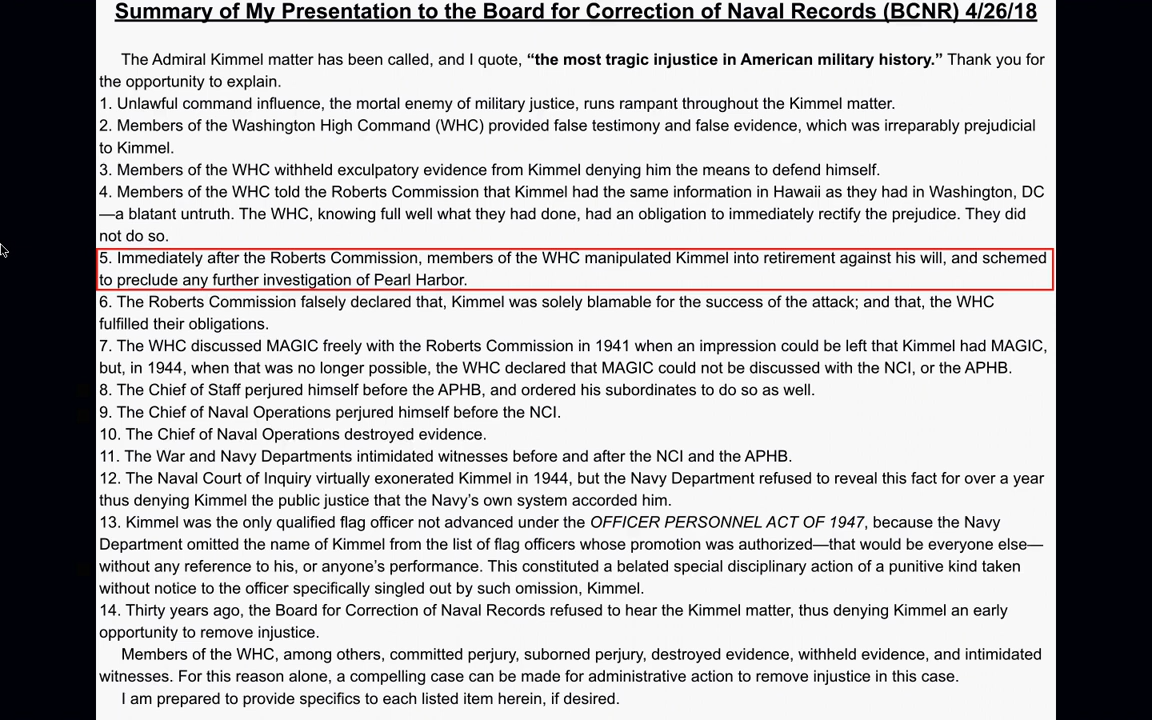 Summary of My Presentation to the Board for Correction of Naval Records (BCNR) 4/26/18
The Admiral Kimmel matter has been called, and I quote, “the most tragic injustice in American military history.” Thank you for
the opportunity to explain.
1. Unlawful command influence, the mortal enemy of military justice, runs rampant throughout the Kimmel matter.
2. Members of the Washington High Command (WHC) provided false testimony and false evidence, which was irreparably prejudicial
to Kimmel.
3. Members of the WHC withheld exculpatory evidence from Kimmel denying him the means to defend himself.
4. Members of the WHC told the Roberts Commission that Kimmel had the same information in Hawaii as they had in Washington, DC
—a blatant untruth. The WHC, knowing full well what they had done, had an obligation to immediately rectify the prejudice. They did
not do so.
5. Immediately after the Roberts Commission, members of the WHC manipulated Kimmel into retirement against his will, and schemed
to preclude any further investigation of Pearl Harbor.
6. The Roberts Commission falsely declared that, Kimmel was solely blamable for the success of the attack; and that, the WHC
fulfilled their obligations.
7. The WHC discussed MAGIC freely with the Roberts Commission in 1941 when an impression could be left that Kimmel had MAGIC,
but, in 1944, when that was no longer possible, the WHC declared that MAGIC could not be discussed with the NCI, or the APHB.
8. The Chief of Staff perjured himself before the APHB, and ordered his subordinates to do so as well.
9. The Chief of Naval Operations perjured himself before the NCI.
10. The Chief of Naval Operations destroyed evidence.
11. The War and Navy Departments intimidated witnesses before and after the NCI and the APHB.
12. The Naval Court of Inquiry virtually exonerated Kimmel in 1944, but the Navy Department refused to reveal this fact for over a year
thus denying Kimmel the public justice that the Navy’s own system accorded him.
13. Kimmel was the only qualified flag officer not advanced under the OFFICER PERSONNEL ACT OF 1947, because the Navy
Department omitted the name of Kimmel from the list of flag officers whose promotion was authorized—that would be everyone else—
without any reference to his, or anyone’s performance. This constituted a belated special disciplinary action of a punitive kind taken
without notice to the officer specifically singled out by such omission, Kimmel.
14. Thirty years ago, the Board for Correction of Naval Records refused to hear the Kimmel matter, thus denying Kimmel an early
opportunity to remove injustice.
Members of the WHC, among others, committed perjury, suborned perjury, destroyed evidence, withheld evidence, and intimidated
witnesses. For this reason alone, a compelling case can be made for administrative action to remove injustice in this case.
I am prepared to provide specifics to each listed item herein, if desired.